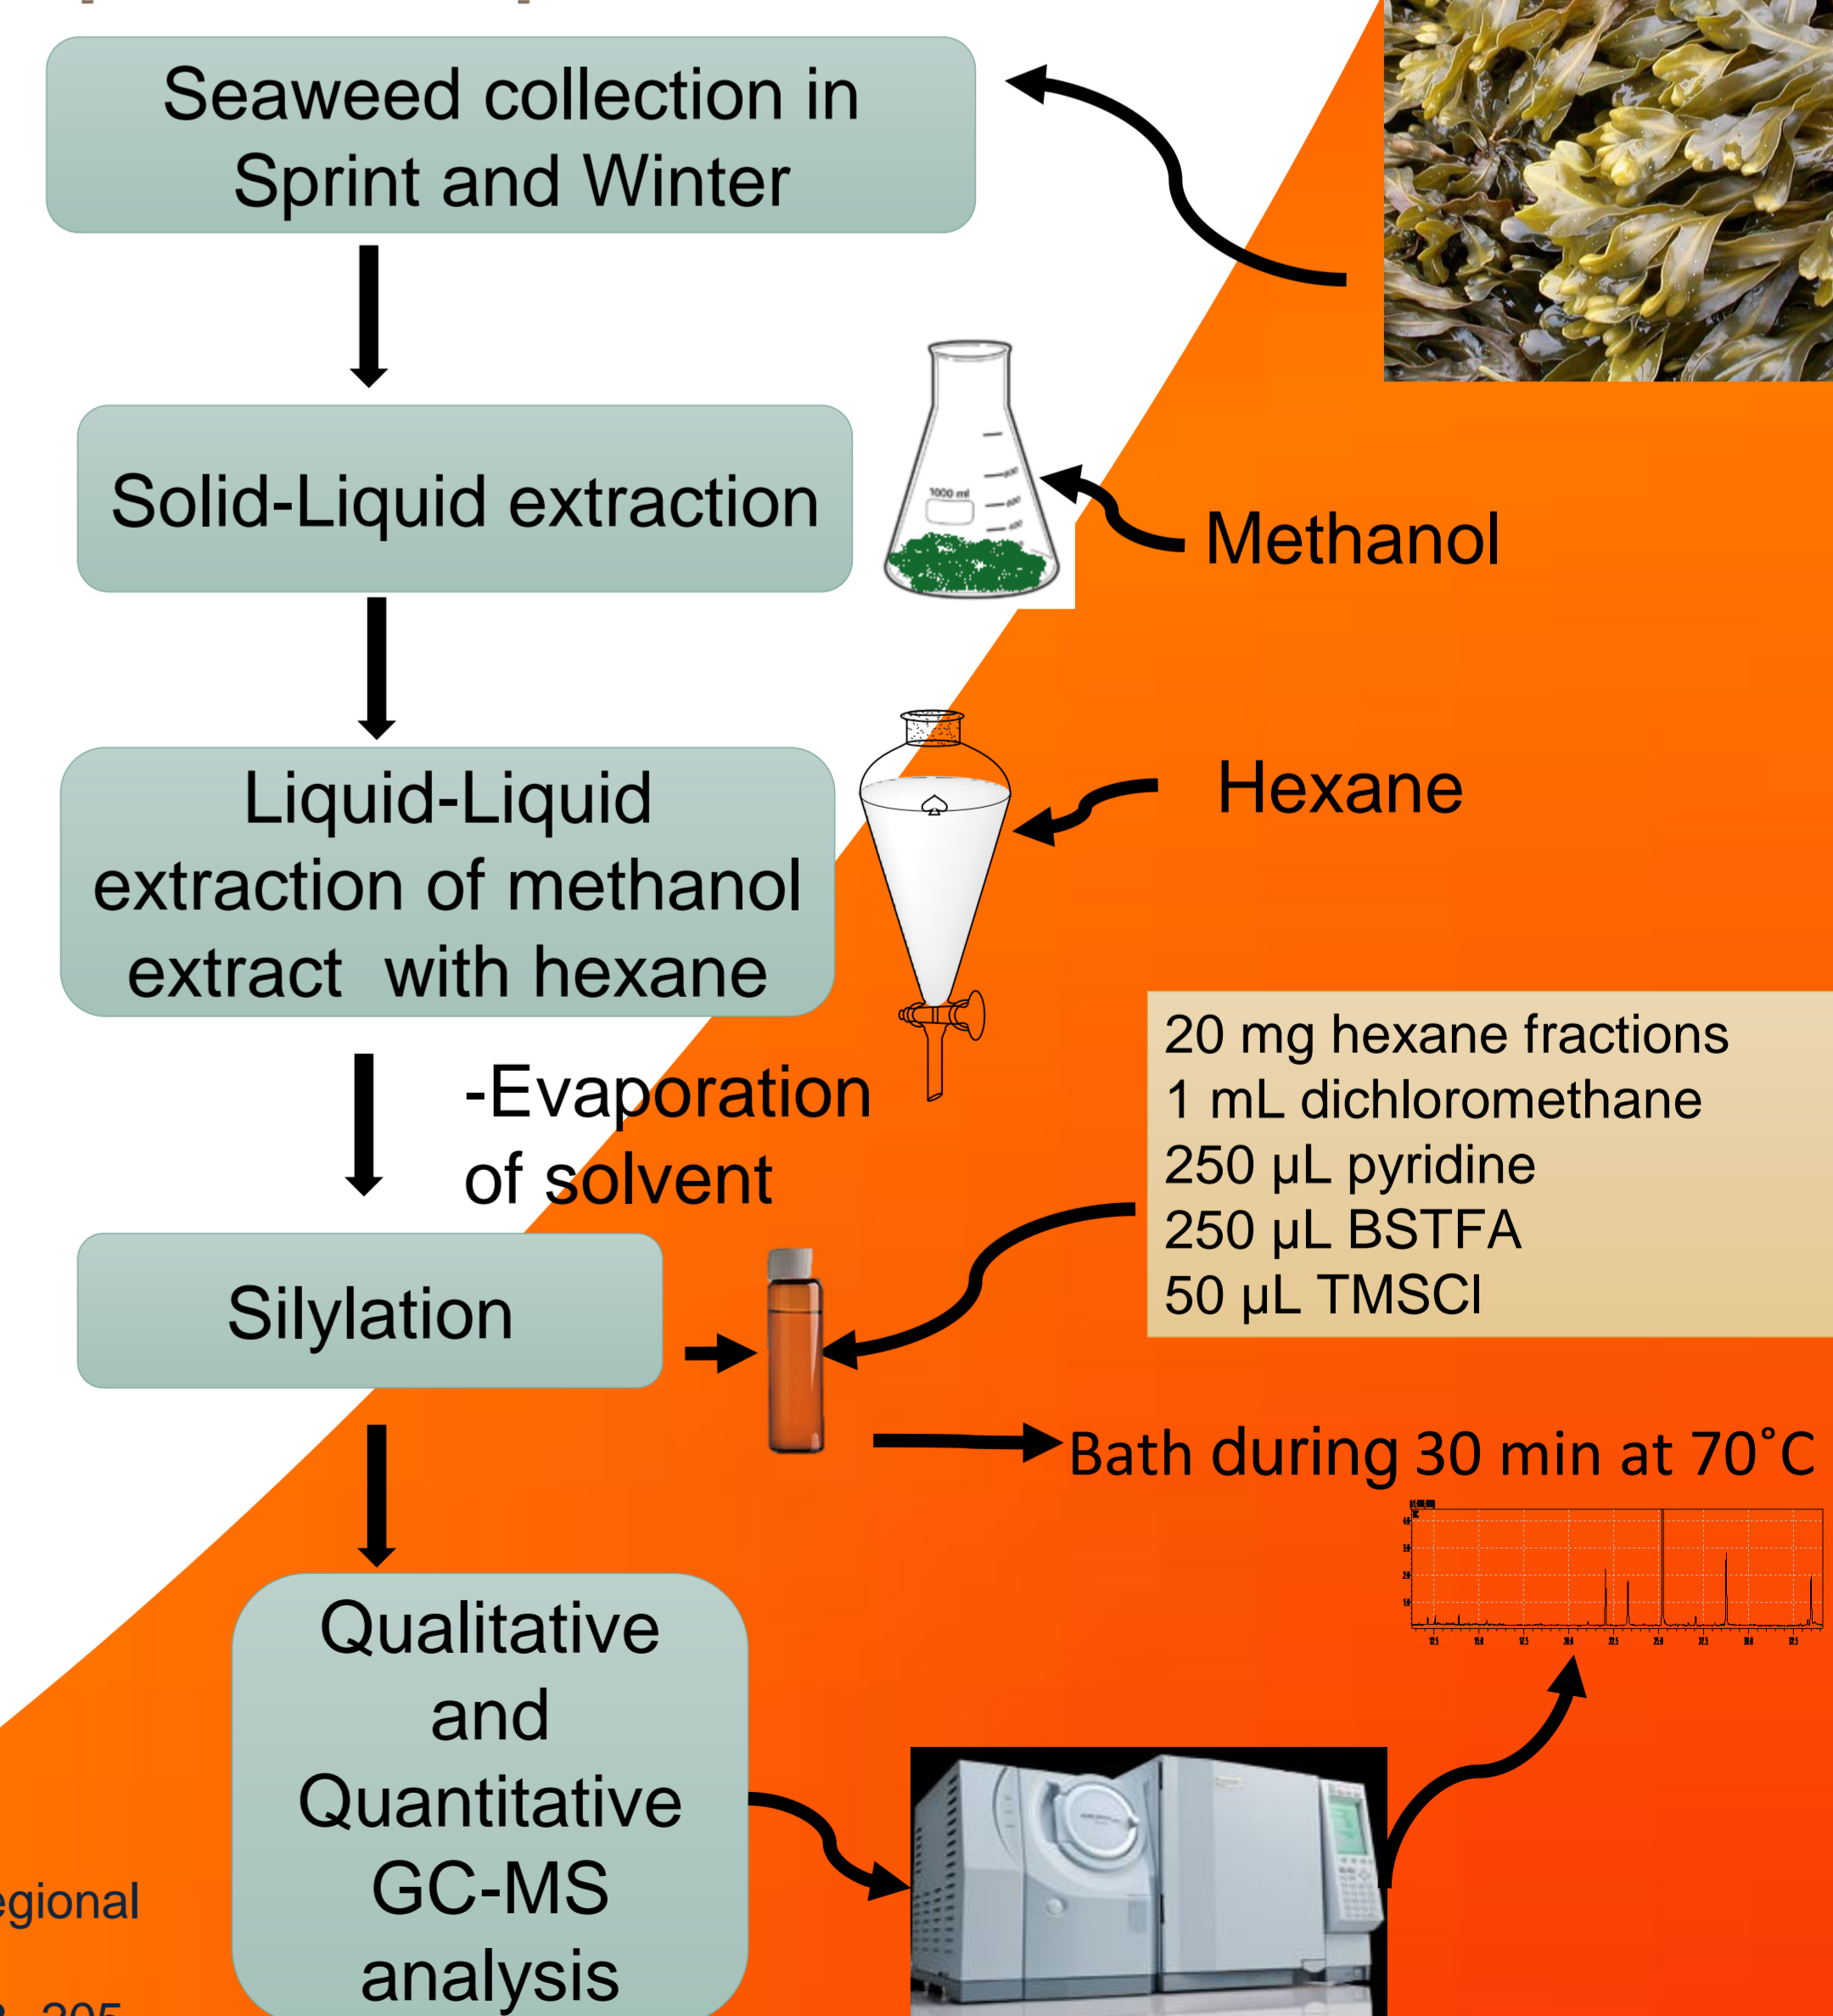 Seaweed collection in
Sprint and Winter
Solid-Liquid extraction
1000 ml
Methanol
Liquid-Liquid
extraction of methanol
extract with hexane
Hexane
-Evaporation
of solvent
20 mg hexane fractions
1 mL dichloromethane
250 µL pyridine
250 µL BSTFA
50 µL TMSCl
Silylation
Bath during 30 min at 70°C
Qualitative
and
Quantitative
GC-MS
analysis
egional
205